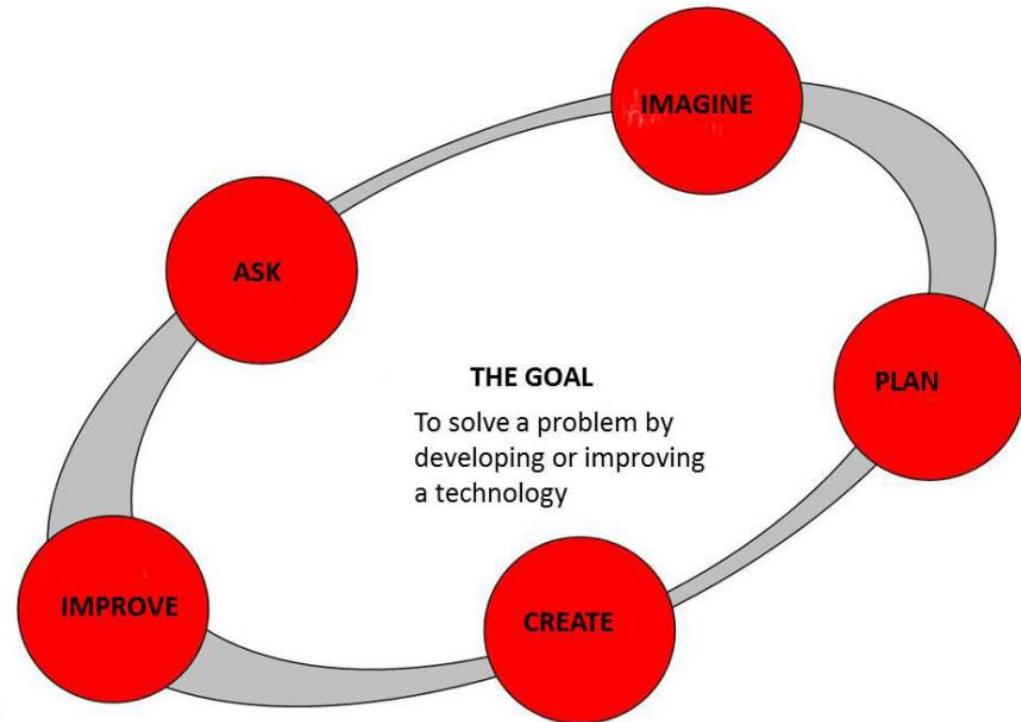 IMAGINE
ASK
THE GOAL
PLAN
To solve a problem by
developing or improving
a technology
IMPROVE
CREATE